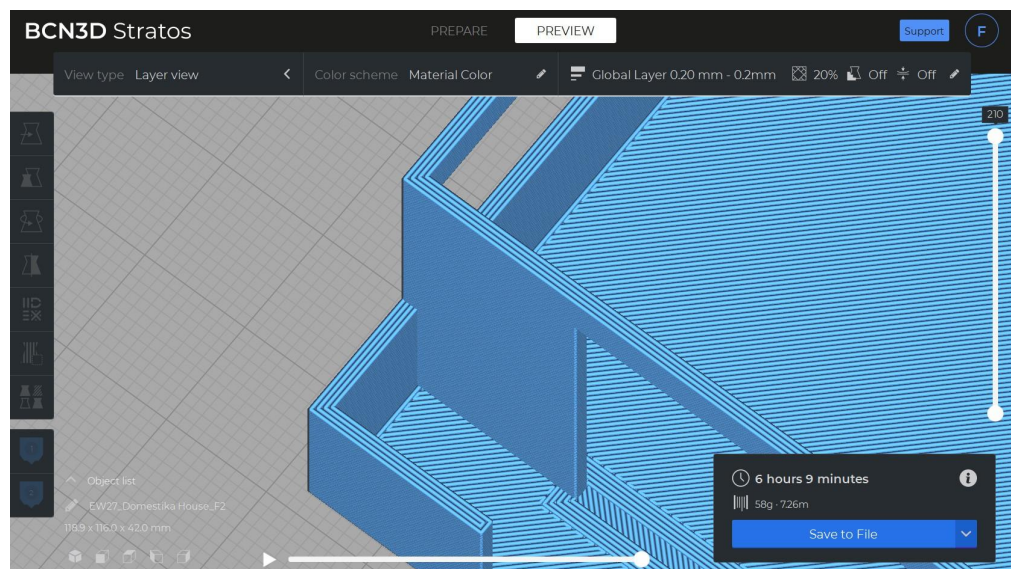 BCN3D Stratos
PREPARE
PREVIEW
Support
F
View type Layer view
Color scheme Material Color
Global Layer 0.20 mm - 0.2mm
20%
Off
Off
210
Object list
EW27_Domestika House_F2
118.9 x 116.0 x 42.0 mm
6 hours 9 minutes
58g · 7.26m
Save to File